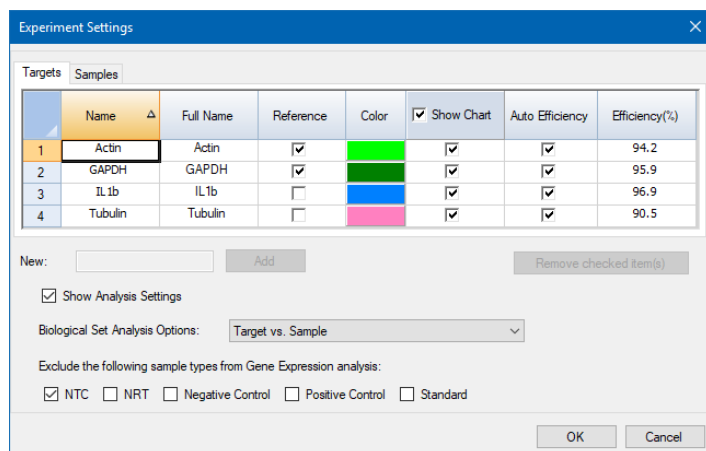 Experiment Settings
Targets Samples
Name Full Name Reference Color Show Chart Auto Efficiency Efficiency(%)
1 Actin Actin 94.2
2 GAPDH GAPDH 95.9
3 IL1b IL1b 96.9
4 Tubulin Tubulin 90.5
New: Add Remove checked item(s)
Show Analysis Settings
Biological Set Analysis Options: Target vs. Sample
Exclude the following sample types from Gene Expression analysis:
NTC NRT Negative Control Positive Control Standard
OK Cancel